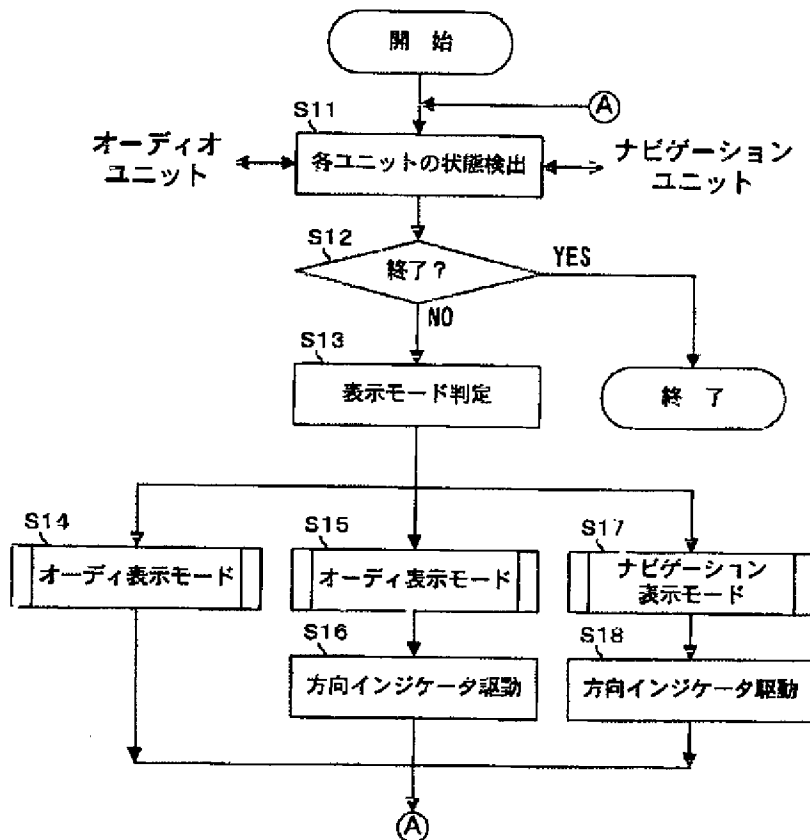 開 始
A
S11
オーディオ
ユニット
各ユニットの状態検出
ナビゲーション
ユニット
S12
終了？
YES
NO
S13
表示モード判定
終 了
S14
オーディ表示モード
S15
オーディ表示モード
S17
ナビゲーション
表示モード
S16
方向インジケータ駆動
S18
方向インジケータ駆動
A